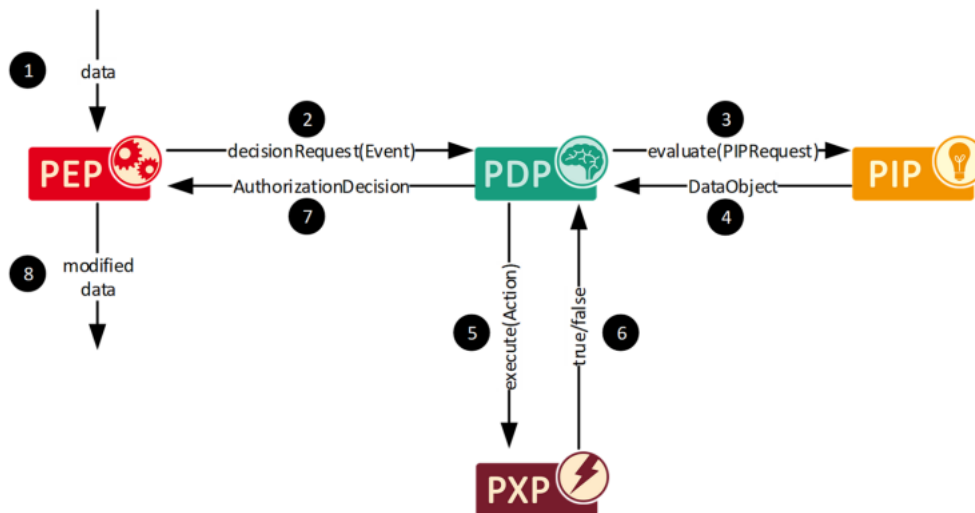 1
data
2
decisionRequest(Event)
3
evaluate(PIPRequest)
PEP
PDP
PIP
AuthorizationDecision
7
DataObject
4
8
modified
data
5
execute(Action)
true/false
6
PXP